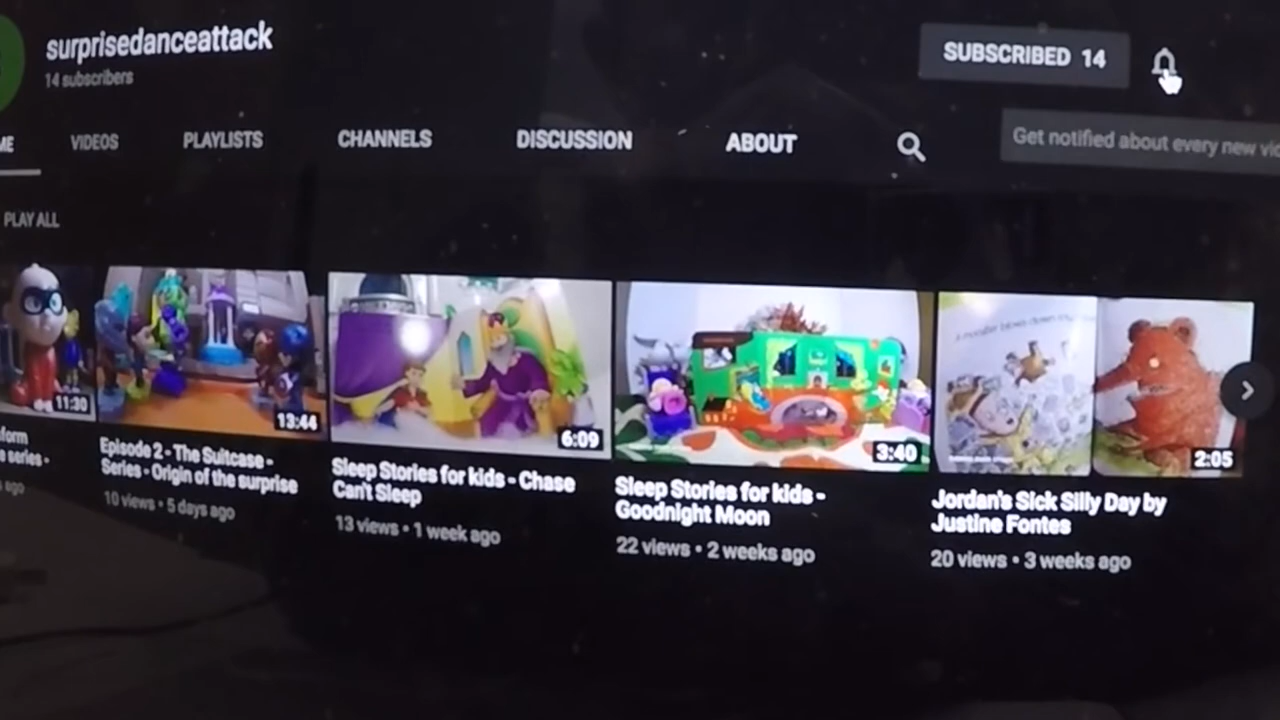 surprisedanceattack
14 subscribers
SUBSCRIBED 14
ME
VIDEOS
PLAYLISTS
CHANNELS
DISCUSSION
ABOUT
Get notified about every new
PLAY ALL
11:30
13:44
6:09
3:40
2:05
form
series -
ago
Episode 2 - The Suitcase -
Series - Origin of the surprise
10 views • 5 days ago
Sleep Stories for kids - Chase
Can't Sleep
13 views • 1 week ago
Sleep Stories for kids -
Goodnight Moon
22 views • 2 weeks ago
Jordan's Sick Silly Day by
Justine Fontes
20 views • 3 weeks ago